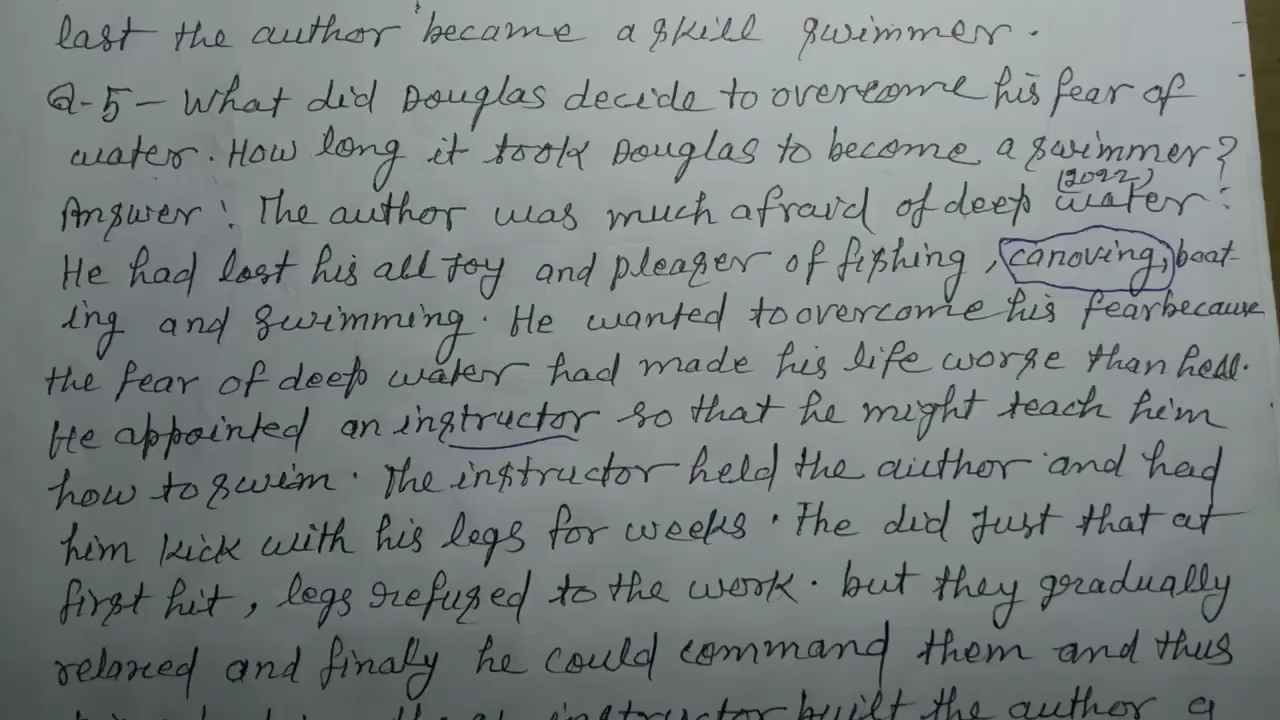 last the author became a skill swimmer.
Q-5- What did Douglas decide to overcome his fear of
water. How long it took Douglas to become a swimmer?
(2022)
Answer: The author was much afraid of deep water.
He had lost his all joy and pleaser of fishing, canoving, boat-
ing and swimming. He wanted to overcome his fear because
the fear of deep water had made his life worse than hell.
He appointed an instructor so that he might teach him
how to swim. The instructor held the author and had
him kick with his legs for weeks. The did just that at
first hit, legs refused to the work. but they gradually
relaxed and finaly he could command them and thus
instructor built the author a